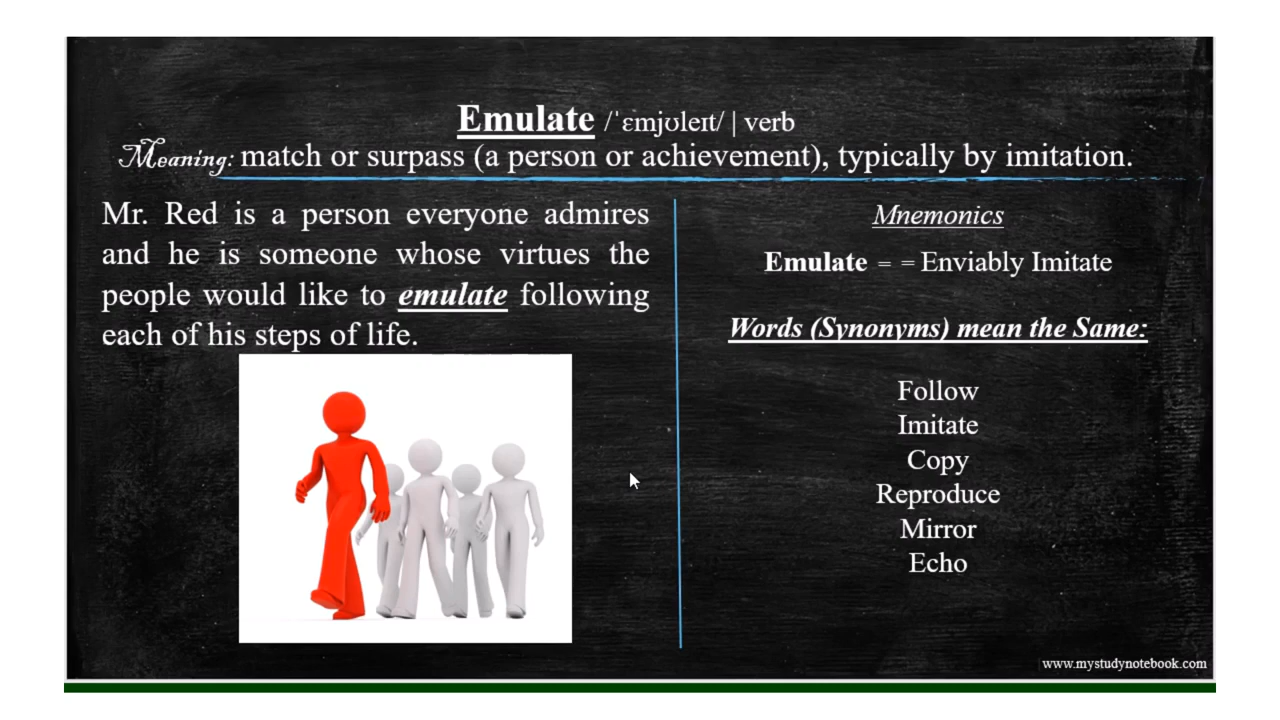 Emulate /ˈɛmjʊleɪt/ | verb
Meaning: match or surpass (a person or achievement), typically by imitation.
Mr. Red is a person everyone admires
and he is someone whose virtues the
people would like to emulate following
each of his steps of life.
Mnemonics
Emulate = = Enviably Imitate
Words (Synonyms) mean the Same:
Follow
Imitate
Copy
Reproduce
Mirror
Echo
www.mystudynotebook.com